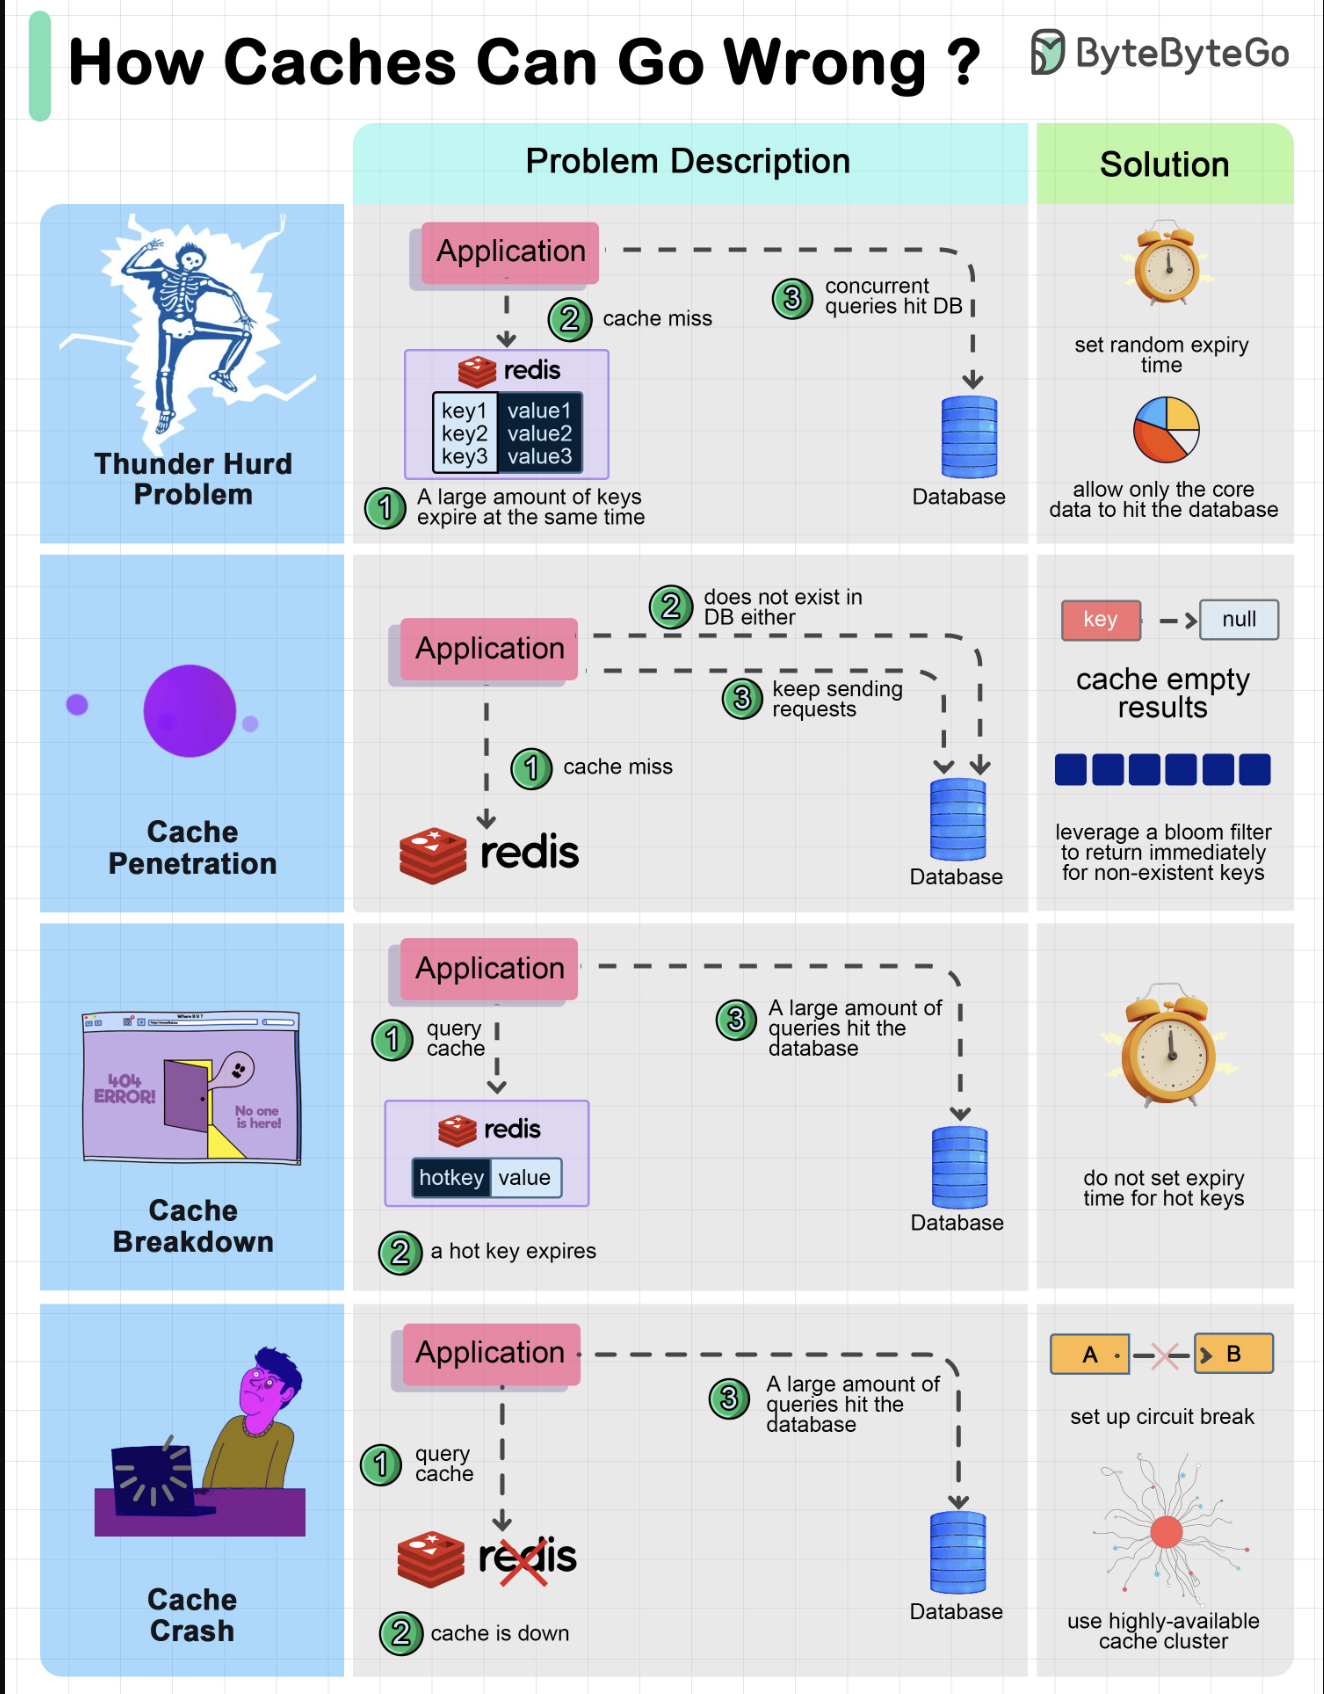 How Caches Can Go Wrong ?
ByteByteGo
Problem Description
Solution
Thunder Hurd
Problem
Application
2
cache miss
3
concurrent
queries hit DB
redis
key1 value1
key2 value2
key3 value3
1
A large amount of keys
expire at the same time
Database
set random expiry
time
allow only the core
data to hit the database
Cache
Penetration
Application
2
does not exist in
DB either
3
keep sending
requests
1
cache miss
redis
Database
key
null
cache empty
results
leverage a bloom filter
to return immediately
for non-existent keys
Where R U ?
404
ERROR!
No one
is here!
Cache
Breakdown
Application
1
query
cache
3
A large amount of
queries hit the
database
redis
hotkey value
2
a hot key expires
Database
do not set expiry
time for hot keys
Cache
Crash
Application
1
query
cache
3
A large amount of
queries hit the
database
redis
2
cache is down
Database
A
B
set up circuit break
use highly-available
cache cluster